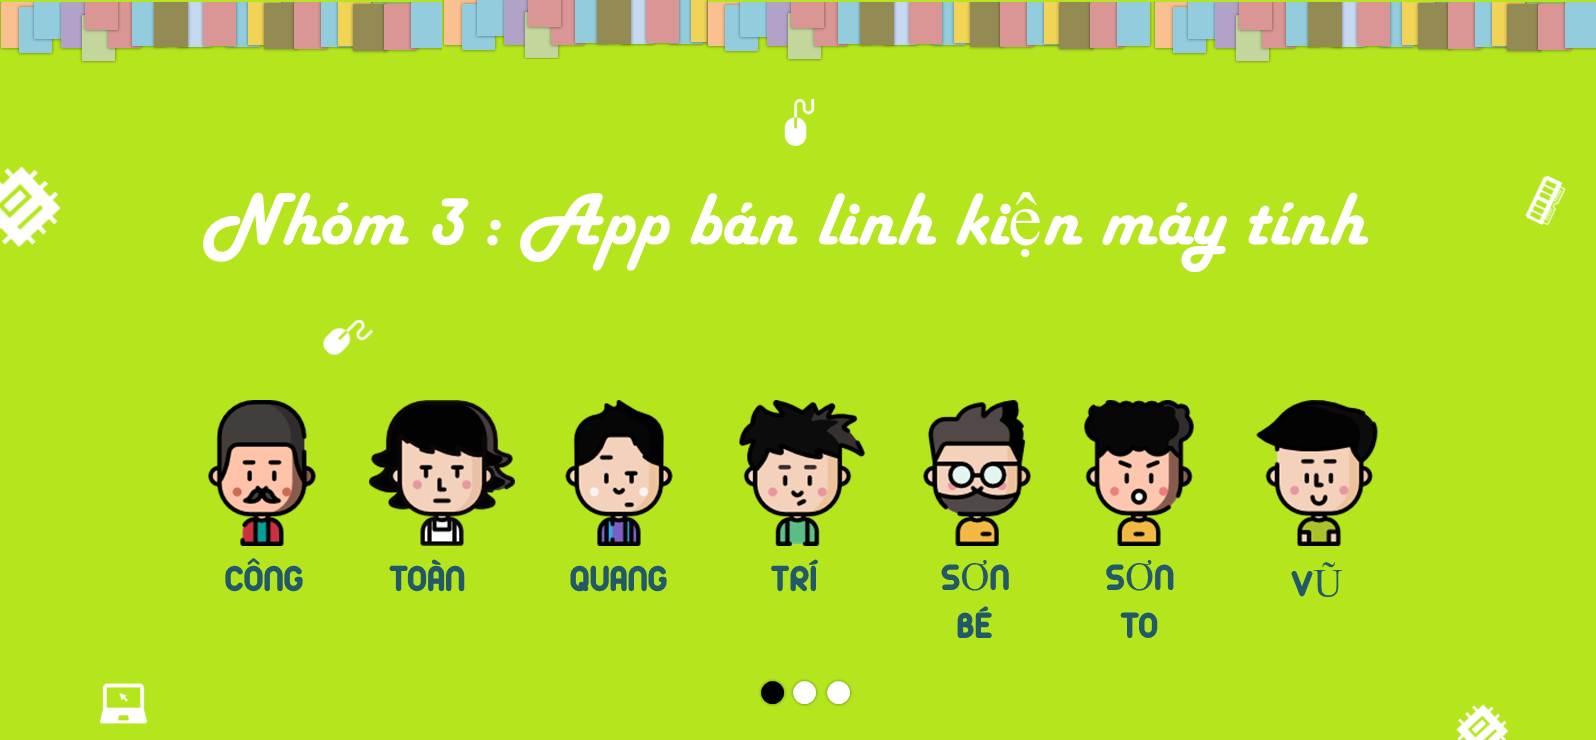 Nhóm 3 : App bán linh kiện máy tính
CÔNG
TOÀN
QUANG
TRÍ
SƠN
BÉ
SƠN
TO
VŨ